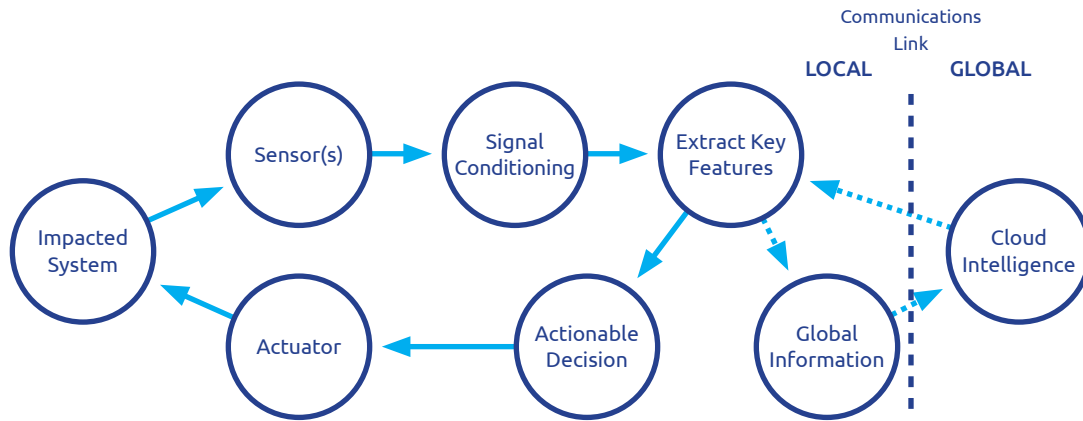 Communications
Link
LOCAL
GLOBAL
Sensor(s)
Signal
Conditioning
Extract Key
Features
Impacted
System
Cloud
Intelligence
Actuator
Actionable
Decision
Global
Information